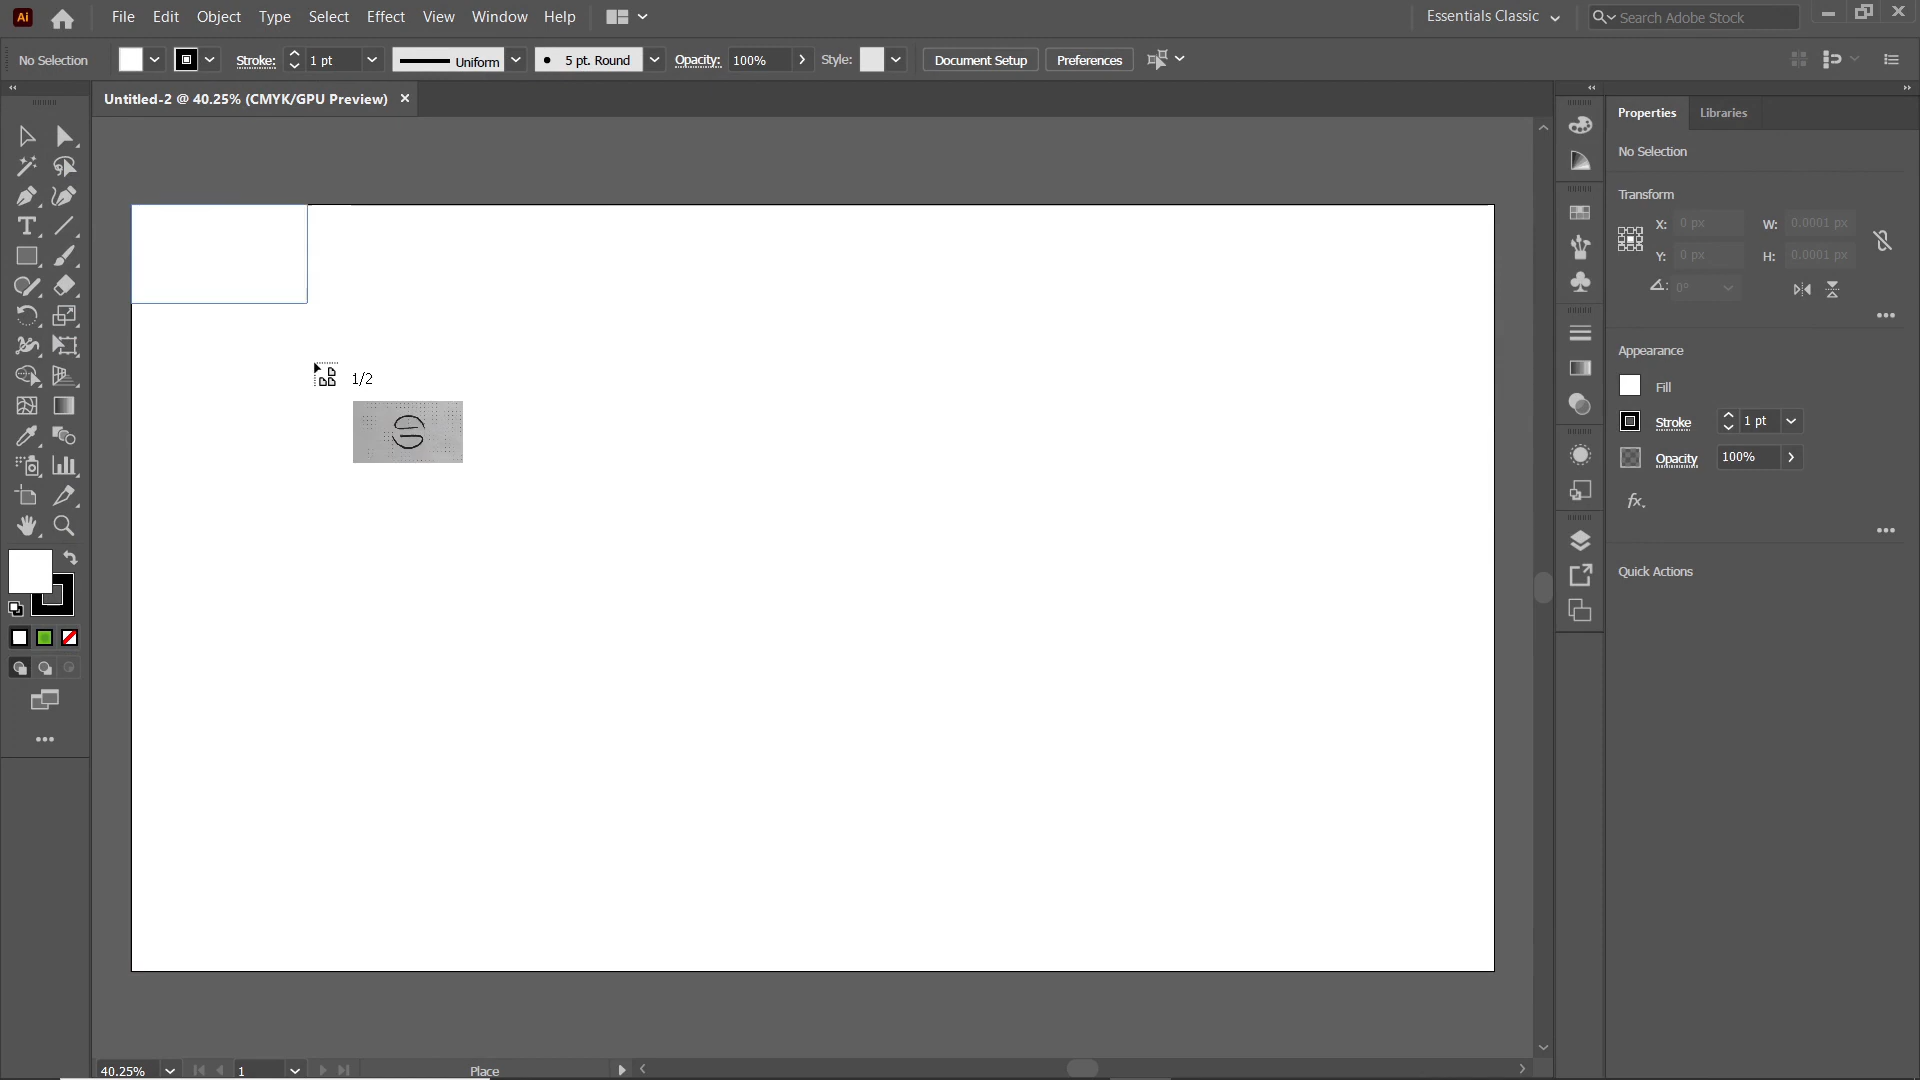 Ai File Edit Object Type Select Effect View Window Help Essentials Classic Search Adobe Stock
No Selection Stroke: 1 pt Uniform 5 pt. Round Opacity: 100% Style: Document Setup Preferences
Untitled-2 @ 40.25% (CMYK/GPU Preview) ×
Properties Libraries
No Selection
Transform
X: 0 px W: 0.0001 px
Y: 0 px H: 0.0001 px
0°
Appearance
Fill
Stroke 1 pt
Opacity 100%
fx.
Quick Actions
1/2
T
40.25% 1 Place